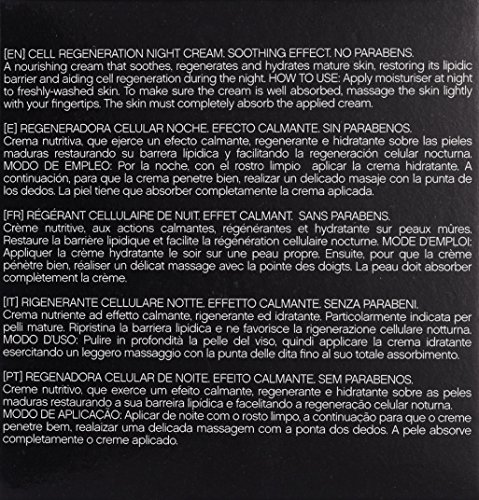 [EN] CELL REGENERATION NIGHT CREAM. SOOTHING EFFECT. NO PARABENS.
A nourishing cream that soothes, regenerates and hydrates mature skin, restoring its lipidic
barrier and aiding cell regeneration during the night. HOW TO USE: Apply moisturiser at night
to freshly-washed skin. To make sure the cream is well absorbed, massage the skin lightly
with your fingertips. The skin must completely absorb the applied cream.
[E] REGENERADORA CELULAR NOCHE. EFECTO CALMANTE. SIN PARABENOS.
Crema nutritiva, que ejerce un efecto calmante, regenerante e hidratante sobre las pieles
maduras restaurando su barrera lipídica y facilitando la regeneración celular nocturna.
MODO DE EMPLEO: Por la noche, con el rostro limpio aplicar la crema hidratante. A
continuación, para que la crema penetre bien, realizar un delicado masaje con la punta de
los dedos. La piel tiene que absorber completamente la crema aplicada.
[FR] RÉGÉRANT CELLULAIRE DE NUIT. EFFET CALMANT. SANS PARABENS.
Crème nutritive, aux actions calmantes, régénérantes et hydratante sur peaux mûres.
Restaure la barrière lipidique et facilite la régénération cellulaire nocturne. MODE D'EMPLOI:
Appliquer la crème hydratante le soir sur une peau propre. Ensuite, pour que la crème
pénètre bien, réaliser un délicat massage avec la pointe des doigts. La peau doit absorber
complètement la crème.
[IT] RIGENERANTE CELLULARE NOTTE. EFFETTO CALMANTE. SENZA PARABENI.
Crema nutriente ad effetto calmante, rigenerante ed idratante. Particolarmente indicata per
pelli mature. Ripristina la barriera lipidica e ne favorisce la rigenerazione cellulare notturna.
MODO D'USO: Pulire in profondità la pelle del viso, quindi applicare la crema idratante
esercitando un leggero massaggio con la punta delle dita fino al suo totale assorbimento.
[PT] REGENADORA CELULAR DE NOITE. EFEITO CALMANTE. SEM PARABENOS.
Creme nutritivo, que exerce um efeito calmante, regenerante e hidratante sobre as peles
maduras restaurando a sua barreira lipídica e facelitando a regeneração celular noturna.
MODO DE APLICAÇÃO: Aplicar de noite com o rosto limpo, a continuação para que o creme
penetre bem, realaizar uma delicada massagem com a ponta dos dedos. A pele absorve
completamente o creme aplicado.